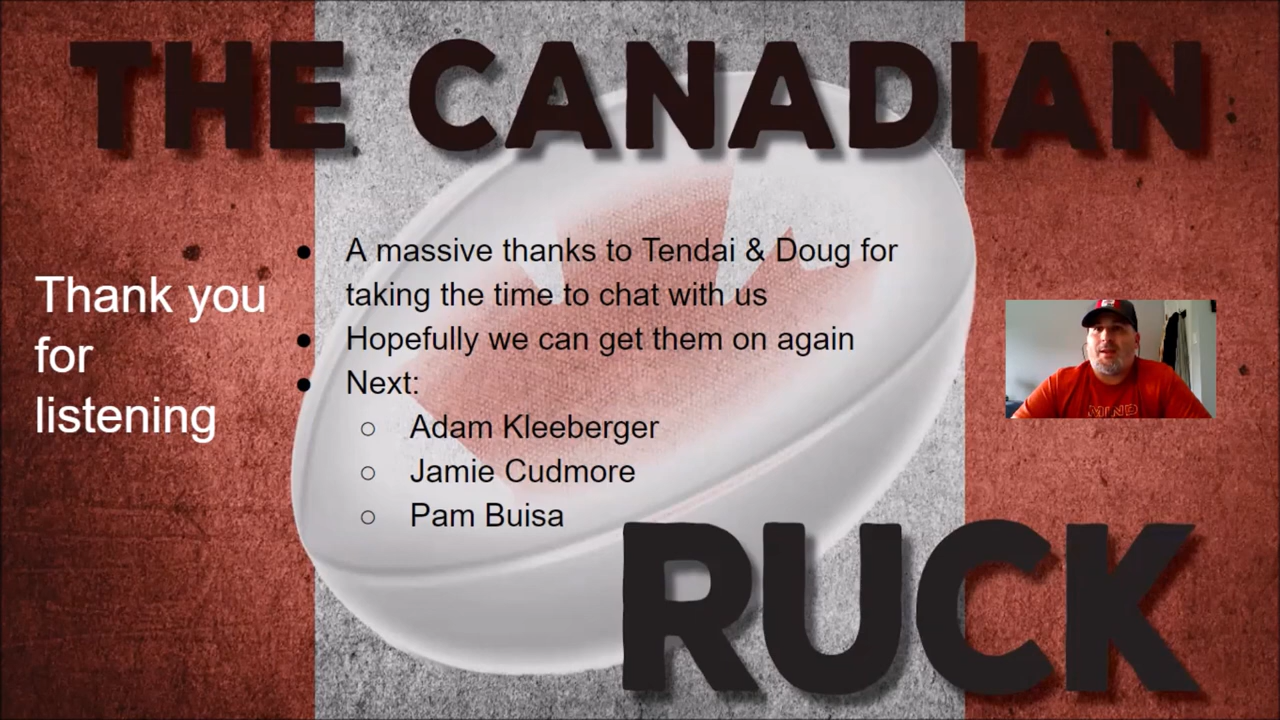 THE CANADIAN
Thank you
for
listening
● A massive thanks to Tendai & Doug for
taking the time to chat with us
● Hopefully we can get them on again
● Next:
○ Adam Kleeberger
○ Jamie Cudmore
○ Pam Buisa
MIND
RUCK